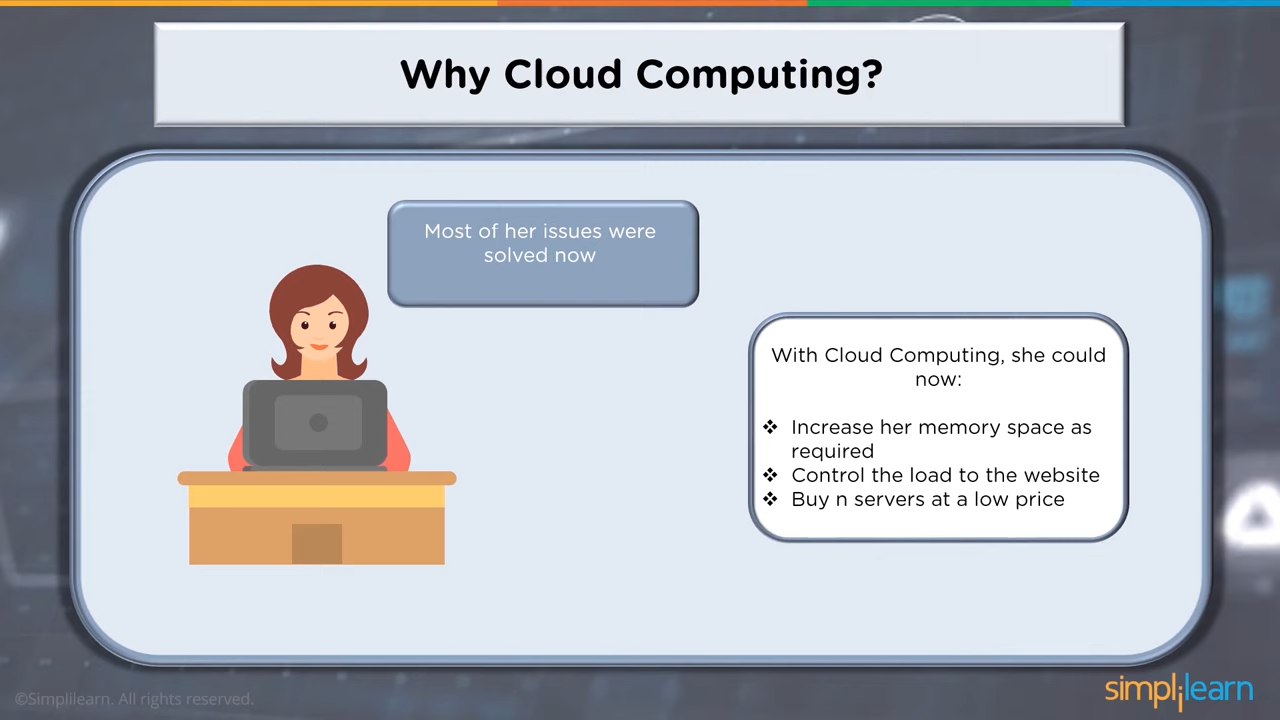 Why Cloud Computing?
Most of her issues were
solved now
With Cloud Computing, she could
now:
❖ Increase her memory space as
required
❖ Control the load to the website
❖ Buy n servers at a low price
©Simplilearn. All rights reserved.
simplilearn